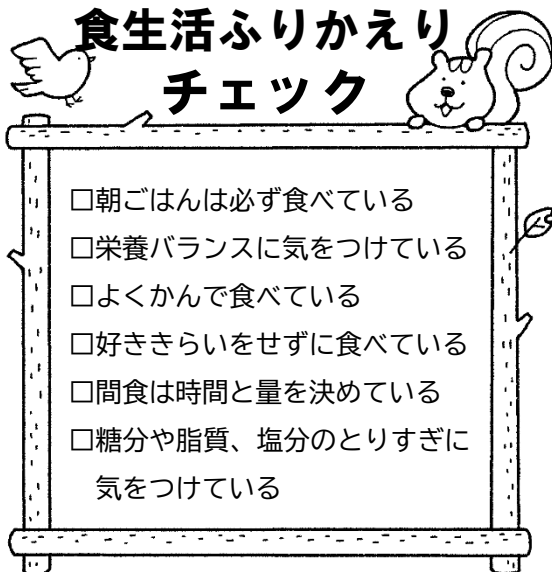 食生活ふりかえり
チェック
□朝ごはんは必ず食べている
□栄養バランスに気をつけている
□よくかんで食べている
□好ききらいをせずに食べている
□間食は時間と量を決めている
□糖分や脂質、塩分のとりすぎに
気をつけている